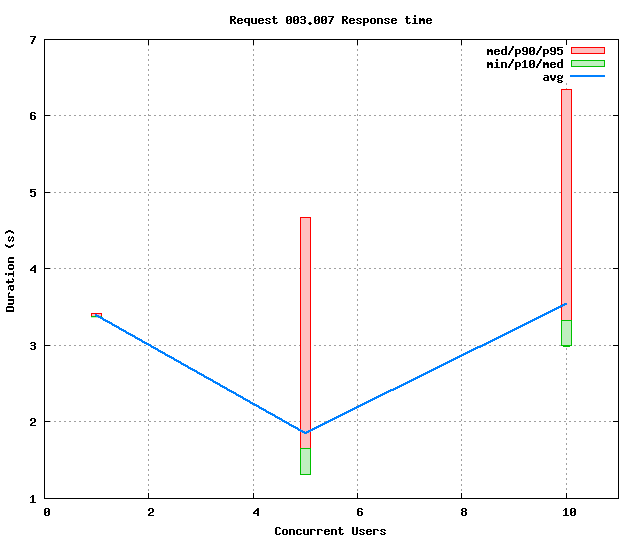 Request 003.007 Response time
med/p90/p95
min/p10/med
avg
7
6
5
4
3
2
1
Duration (s)
0 2 4 6 8 10
Concurrent Users